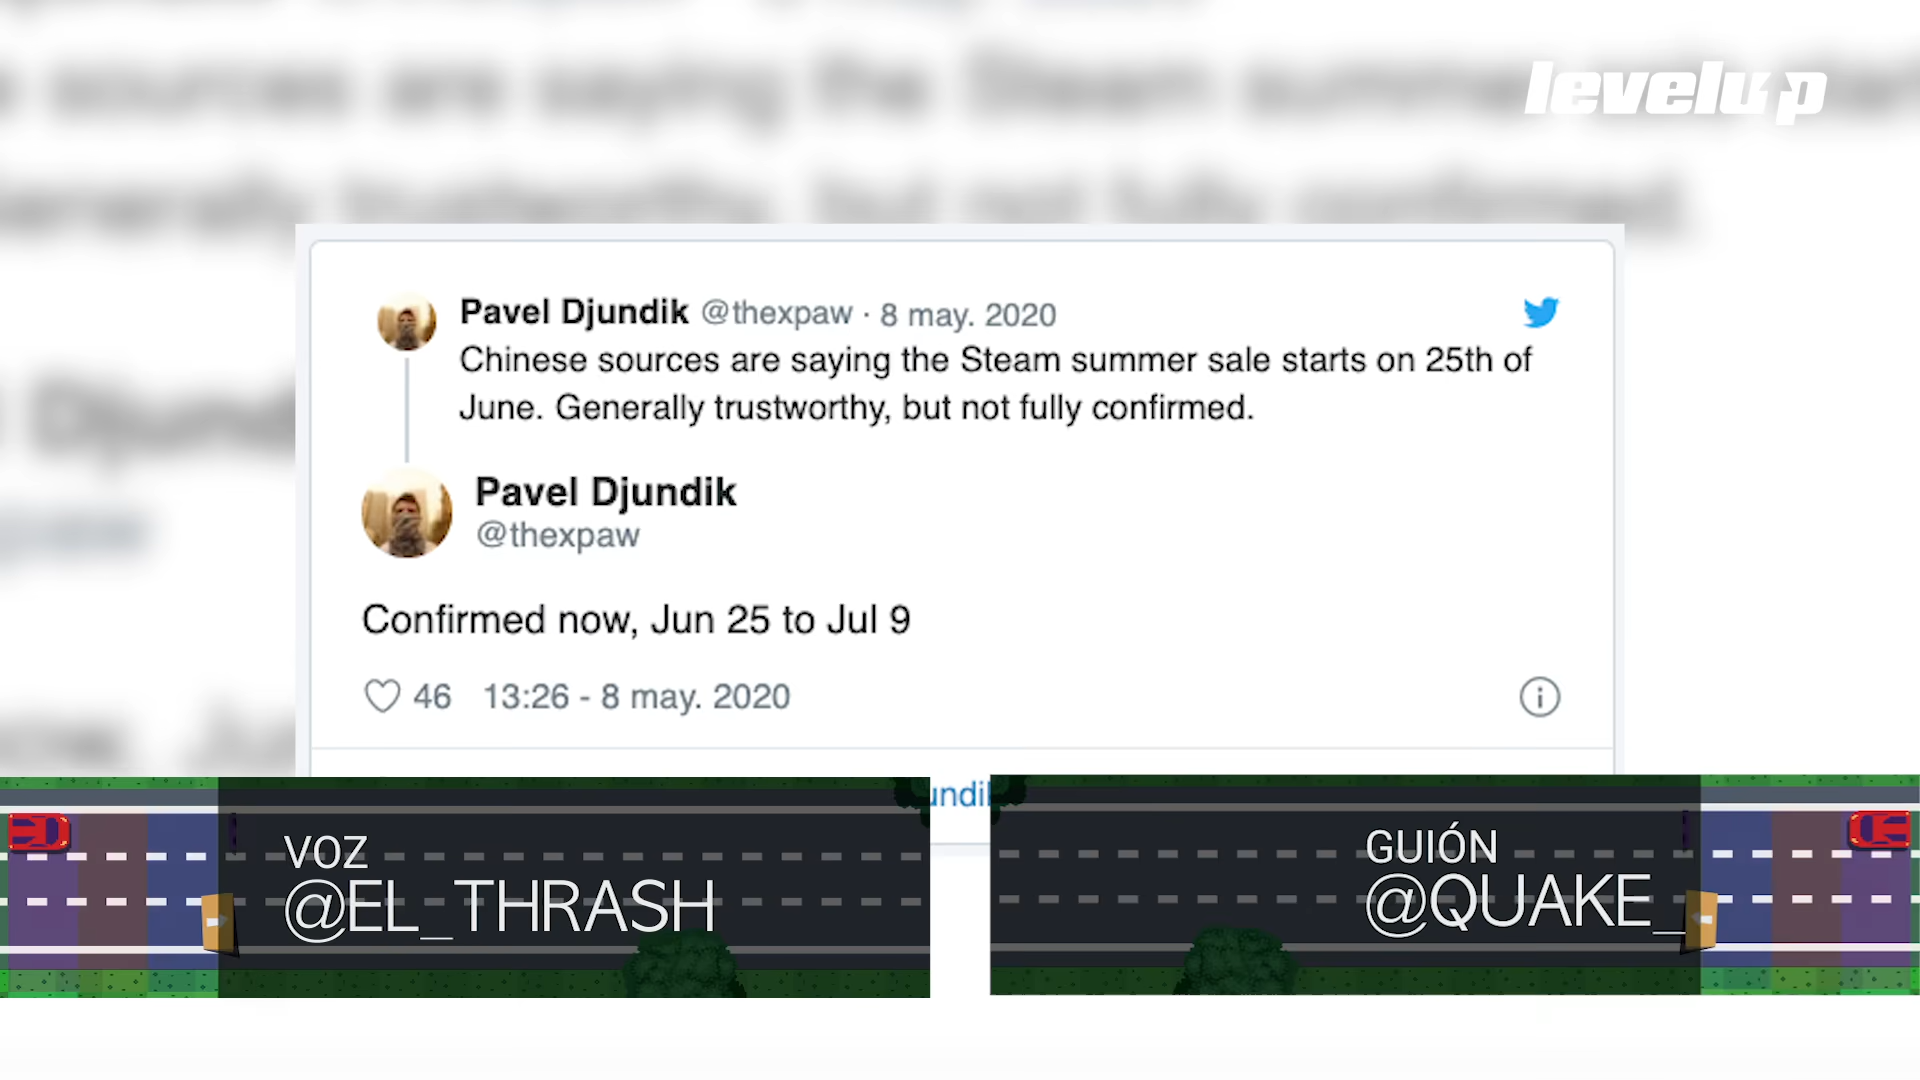 levelup
Pavel Djundik @thexpaw · 8 may. 2020
Chinese sources are saying the Steam summer sale starts on 25th of
June. Generally trustworthy, but not fully confirmed.
Pavel Djundik
@thexpaw
Confirmed now, Jun 25 to Jul 9
46 13:26 - 8 may. 2020
VOZ
@EL_THRASH
GUIÓN
@QUAKE_